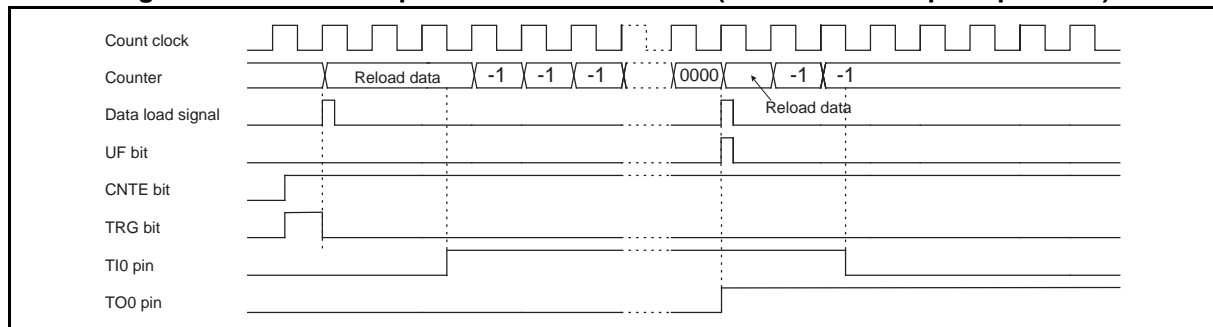 Count clock
Counter Reload data -1 -1 -1 0000 -1 -1
Reload data
Data load signal
UF bit
CNTE bit
TRG bit
TI0 pin
TO0 pin